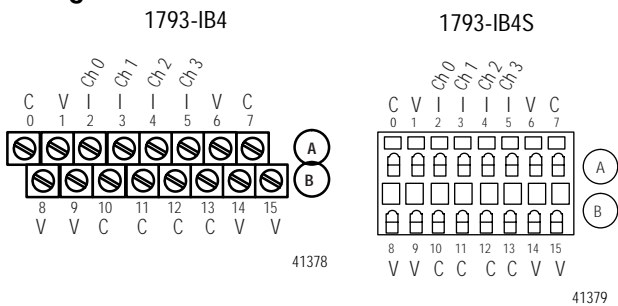 1793-IB4
Ch 0 Ch 1 Ch 2 Ch 3
C V I I I I V C
0 1 2 3 4 5 6 7
A
B
8 9 10 11 12 13 14 15
V V C C C C V V
41378
1793-IB4S
Ch 0 Ch 1 Ch 2 Ch 3
C V I I I I V C
0 1 2 3 4 5 6 7
A
B
8 9 10 11 12 13 14 15
V V C C C C V V
41379